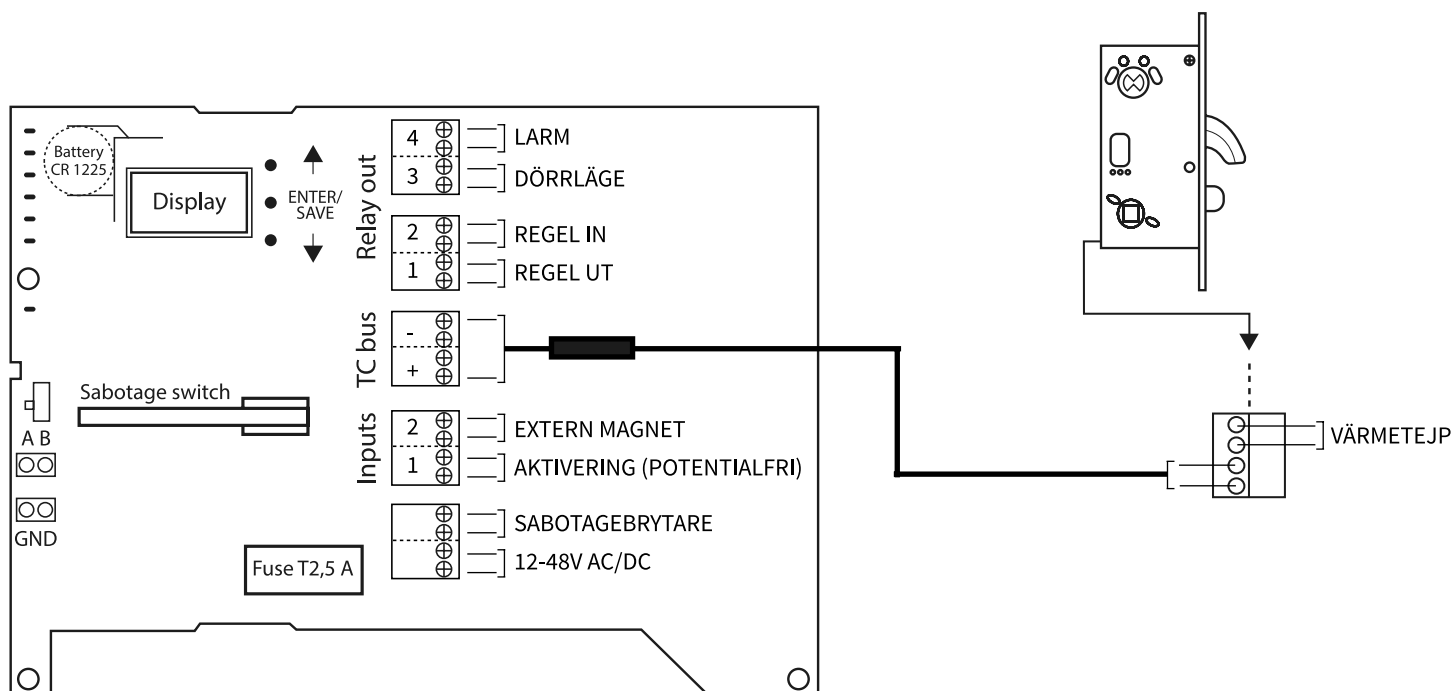 Battery
CR 1225
Display
ENTER/
SAVE
Relay out
4
LARM
3
DÖRRLÄGE
2
REGEL IN
1
REGEL UT
TC bus
-
+
Sabotage switch
A B
GND
Inputs
2
EXTERN MAGNET
1
AKTIVERING (POTENTIALFRI)
SABOTAGEBRYTARE
12-48V AC/DC
Fuse T2,5 A
VÄRMETEJP